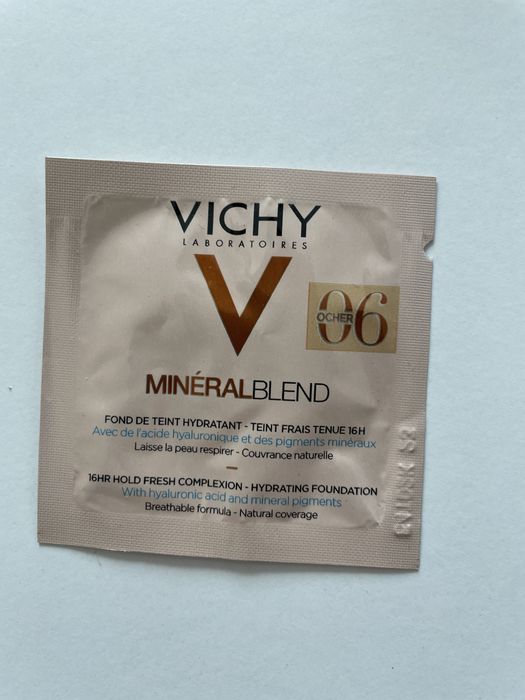 VICHY
LABORATOIRES
V
OCHER 06
MINÉRALBLEND
FOND DE TEINT HYDRATANT - TEINT FRAIS TENUE 16H
Avec de l'acide hyaluronique et des pigments minéraux
Laisse la peau respirer - Couvrance naturelle
16HR HOLD FRESH COMPLEXION - HYDRATING FOUNDATION
With hyaluronic acid and mineral pigments
Breathable formula - Natural coverage